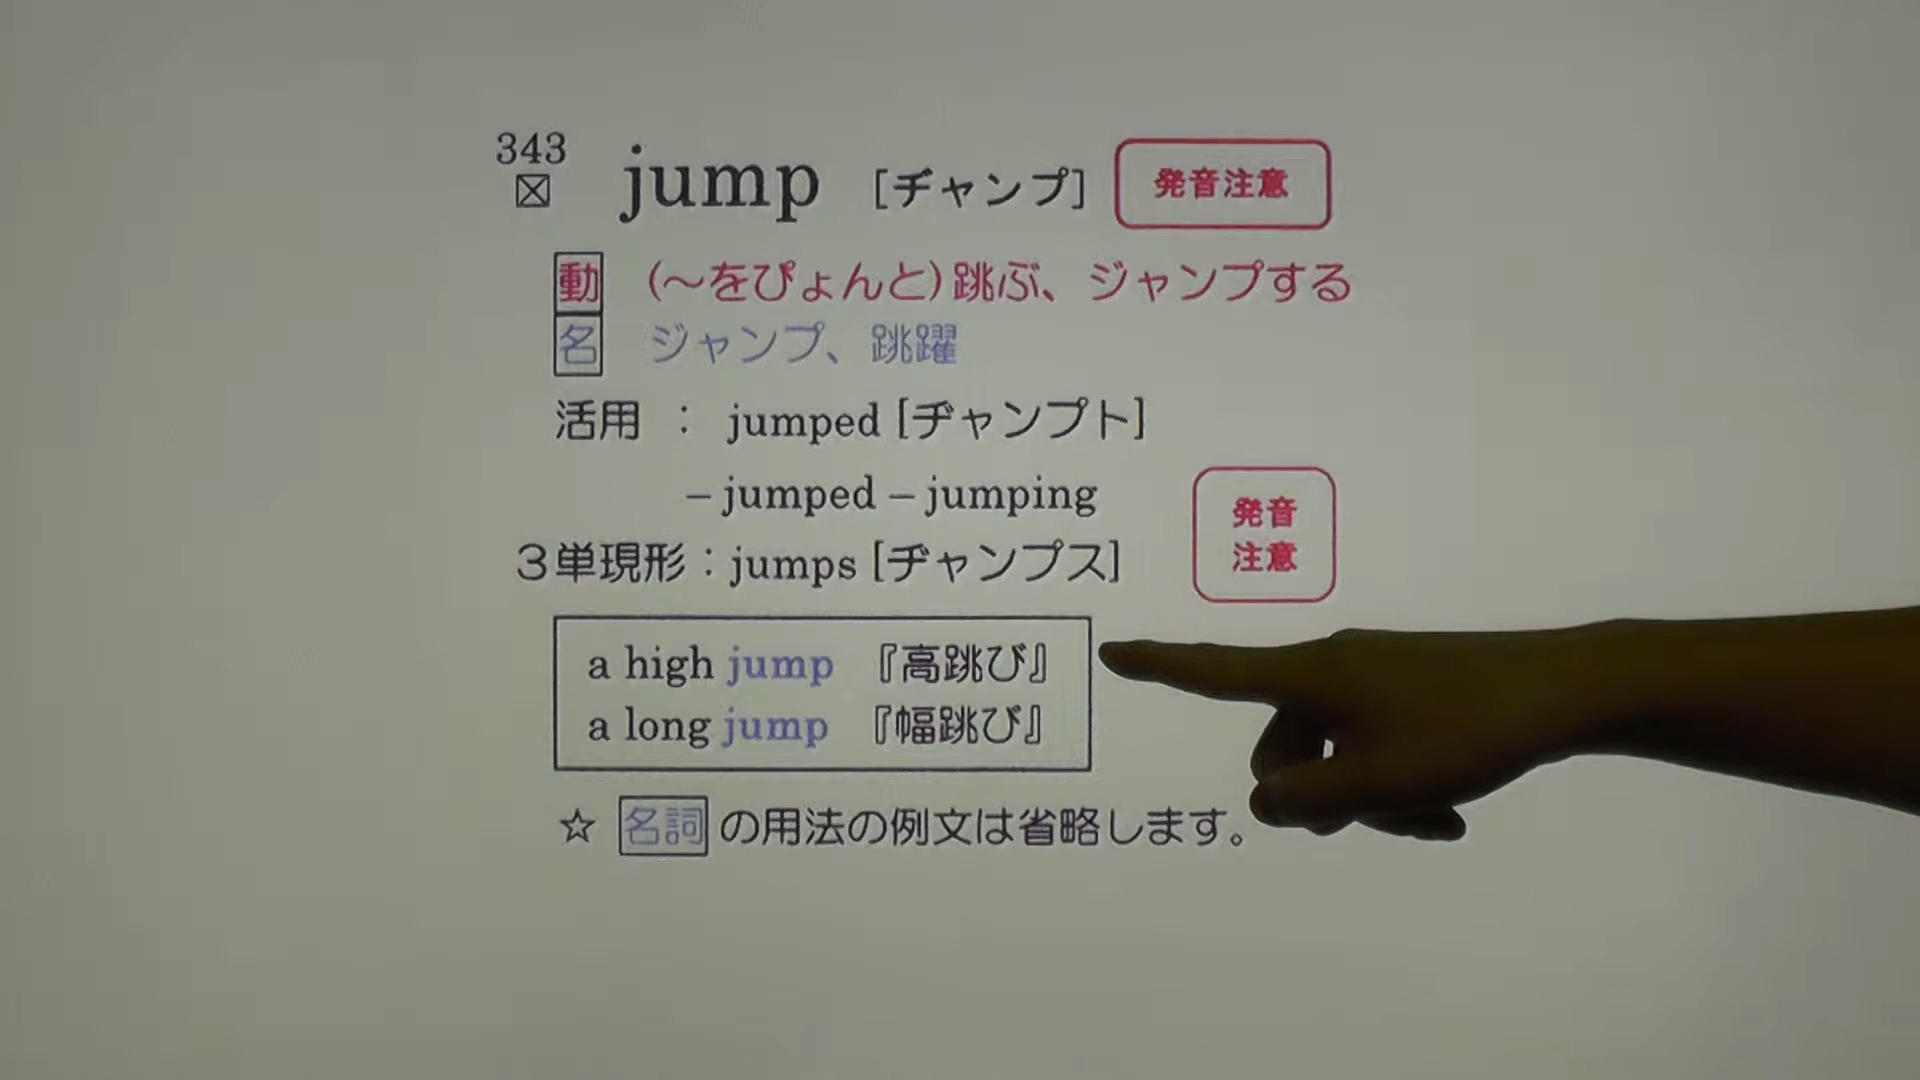 343
☒ jump [ヂャンプ] 発音注意
動 (〜をぴょんと)跳ぶ、ジャンプする
名 ジャンプ、跳躍
活用 : jumped [ヂャンプト]
– jumped – jumping
発音
注意
3単現形:jumps [ヂャンプス]
a high jump 『高跳び』
a long jump 『幅跳び』
☆ 名詞 の用法の例文は省略します。